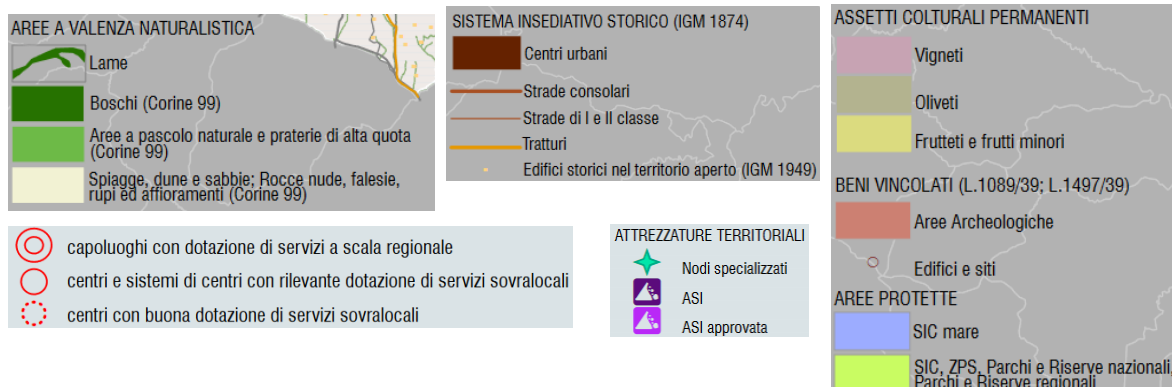 AREE A VALENZA NATURALISTICA
Lame
Boschi (Corine 99)
Aree a pascolo naturale e praterie di alta quota
(Corine 99)
Spiagge, dune e sabbie; Rocce nude, falesie,
rupi ed affioramenti (Corine 99)
SISTEMA INSEDIATIVO STORICO (IGM 1874)
Centri urbani
Strade consolari
Strade di I e II classe
Tratturi
Edifici storici nel territorio aperto (IGM 1949)
ASSETTI COLTURALI PERMANENTI
Vigneti
Oliveti
Frutteti e frutti minori
BENI VINCOLATI (L.1089/39; L.1497/39)
Aree Archeologiche
Edifici e siti
AREE PROTETTE
SIC mare
SIC, ZPS, Parchi e Riserve nazionali
Parchi e Riserve regionali
capoluoghi con dotazione di servizi a scala regionale
centri e sistemi di centri con rilevante dotazione di servizi sovralocali
centri con buona dotazione di servizi sovralocali
ATTREZZATURE TERRITORIALI
Nodi specializzati
ASI
ASI approvata